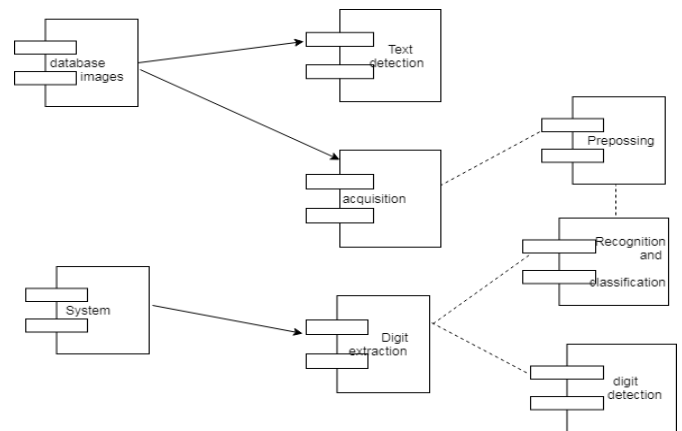 database
images
Text
detection
acquisition
Prepossing
Recognition
and
classification
System
Digit
extraction
digit
detection